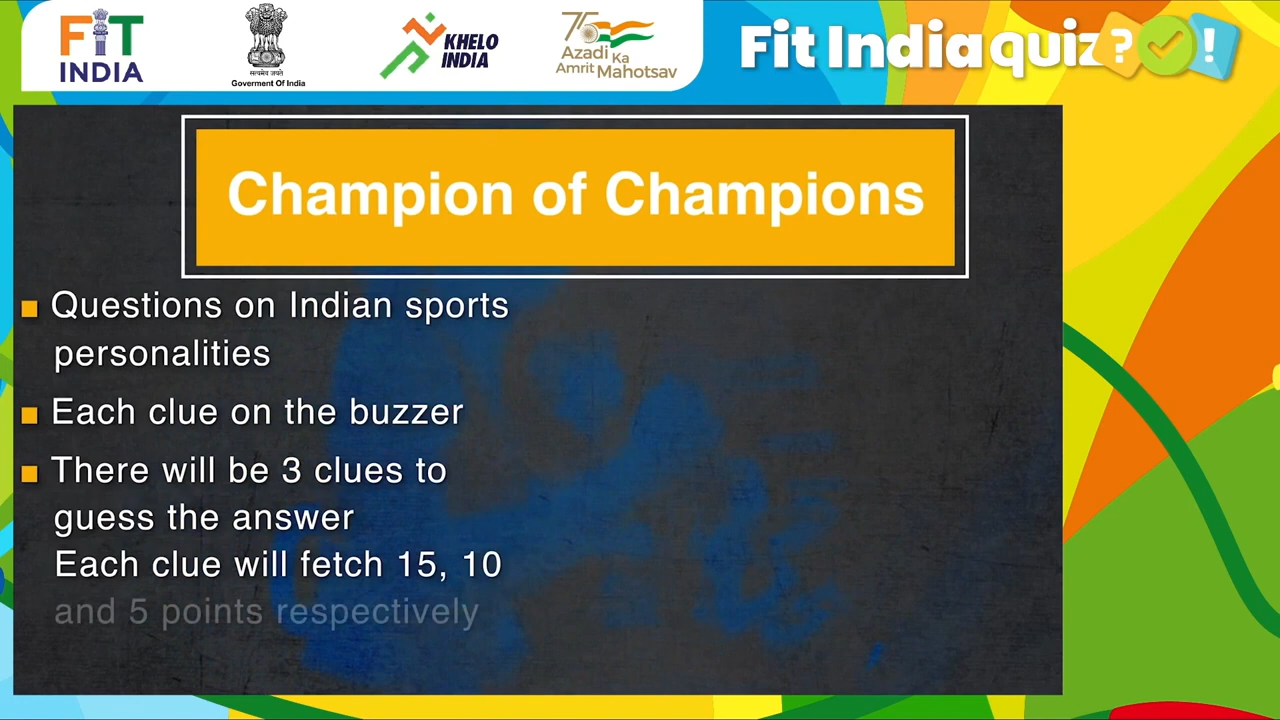 FIT
INDIA
सत्यमेव जयते
Goverment Of India
KHELO
INDIA
75
Azadi Ka
Amrit Mahotsav
Fit India quiz?!
Champion of Champions
Questions on Indian sports
personalities
Each clue on the buzzer
There will be 3 clues to
guess the answer
Each clue will fetch 15, 10
and 5 points respectively